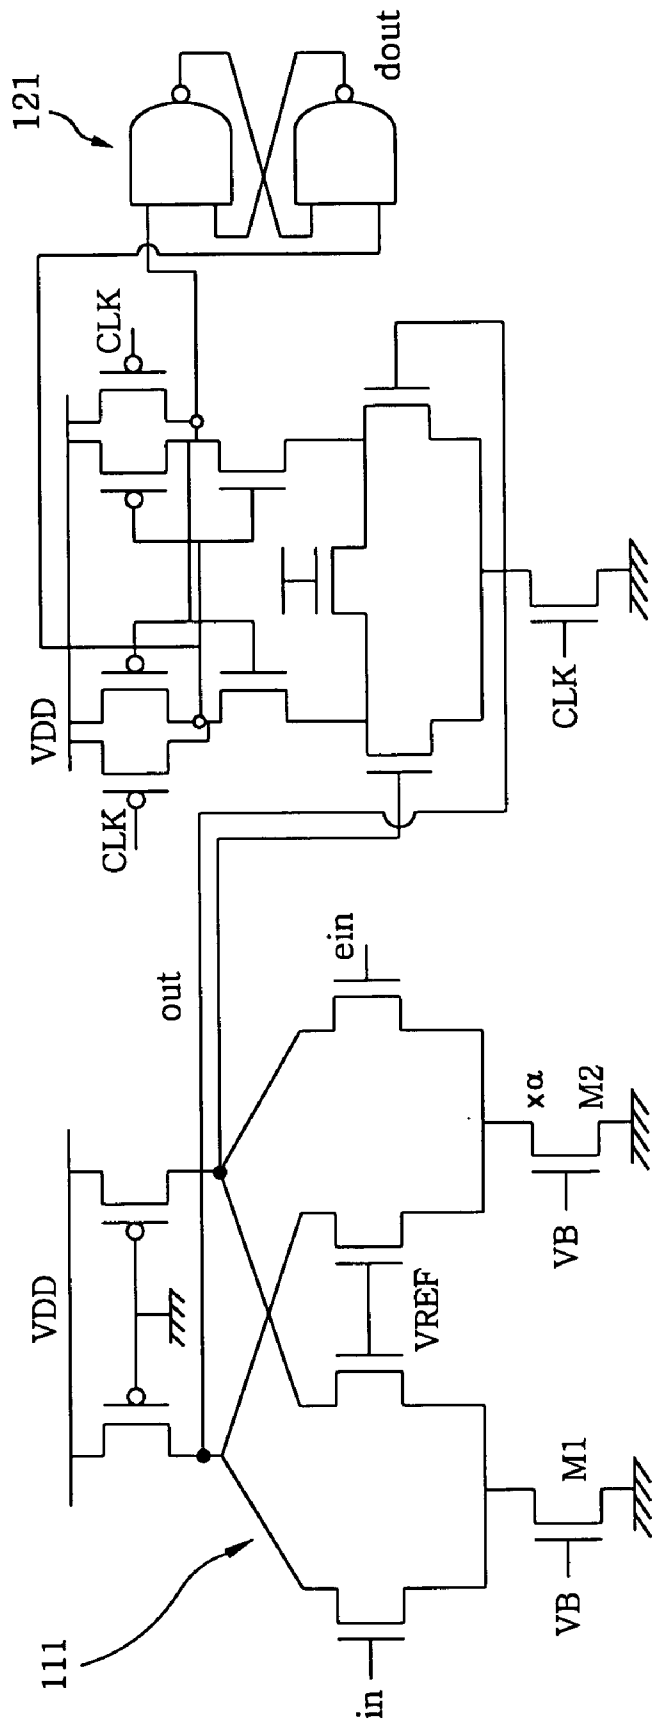 111
in
VB
M1
VDD
VREF
VB
xα
M2
ein
out
CLK
VDD
CLK
CLK
121
dout